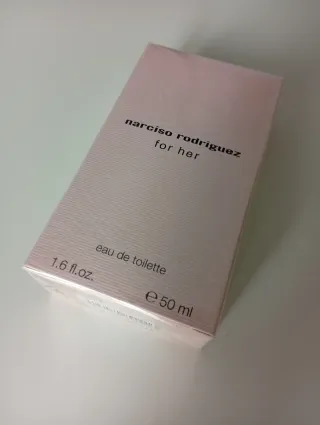 narciso rodriguez
for her
eau de toilette
1.6 fl.oz.
℮ 50 ml